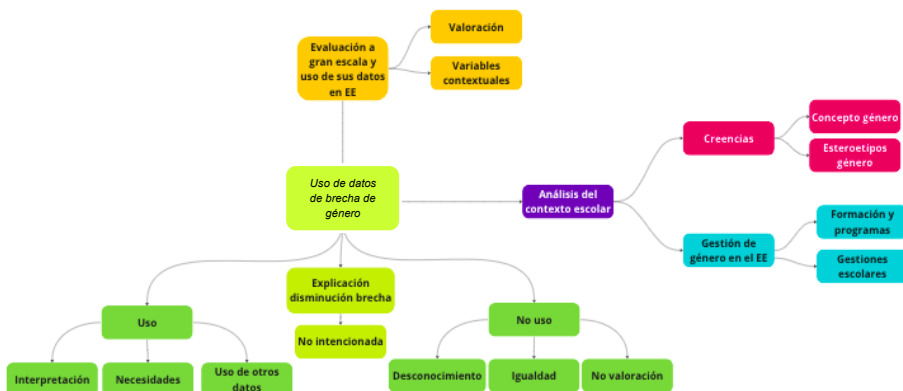 Valoración
Evaluación a
gran escala y
uso de sus datos
en EE
Variables
contextuales
Concepto género
Creencias
Esteroetipos
género
Uso de datos
de brecha de
género
Análisis del
contexto escolar
Formación y
programas
Gestión de
género en el EE
Gestiones
escolares
Explicación
disminución brecha
Uso
No uso
No intencionada
Interpretación
Necesidades
Uso de otros
datos
Desconocimiento
Igualdad
No valoración